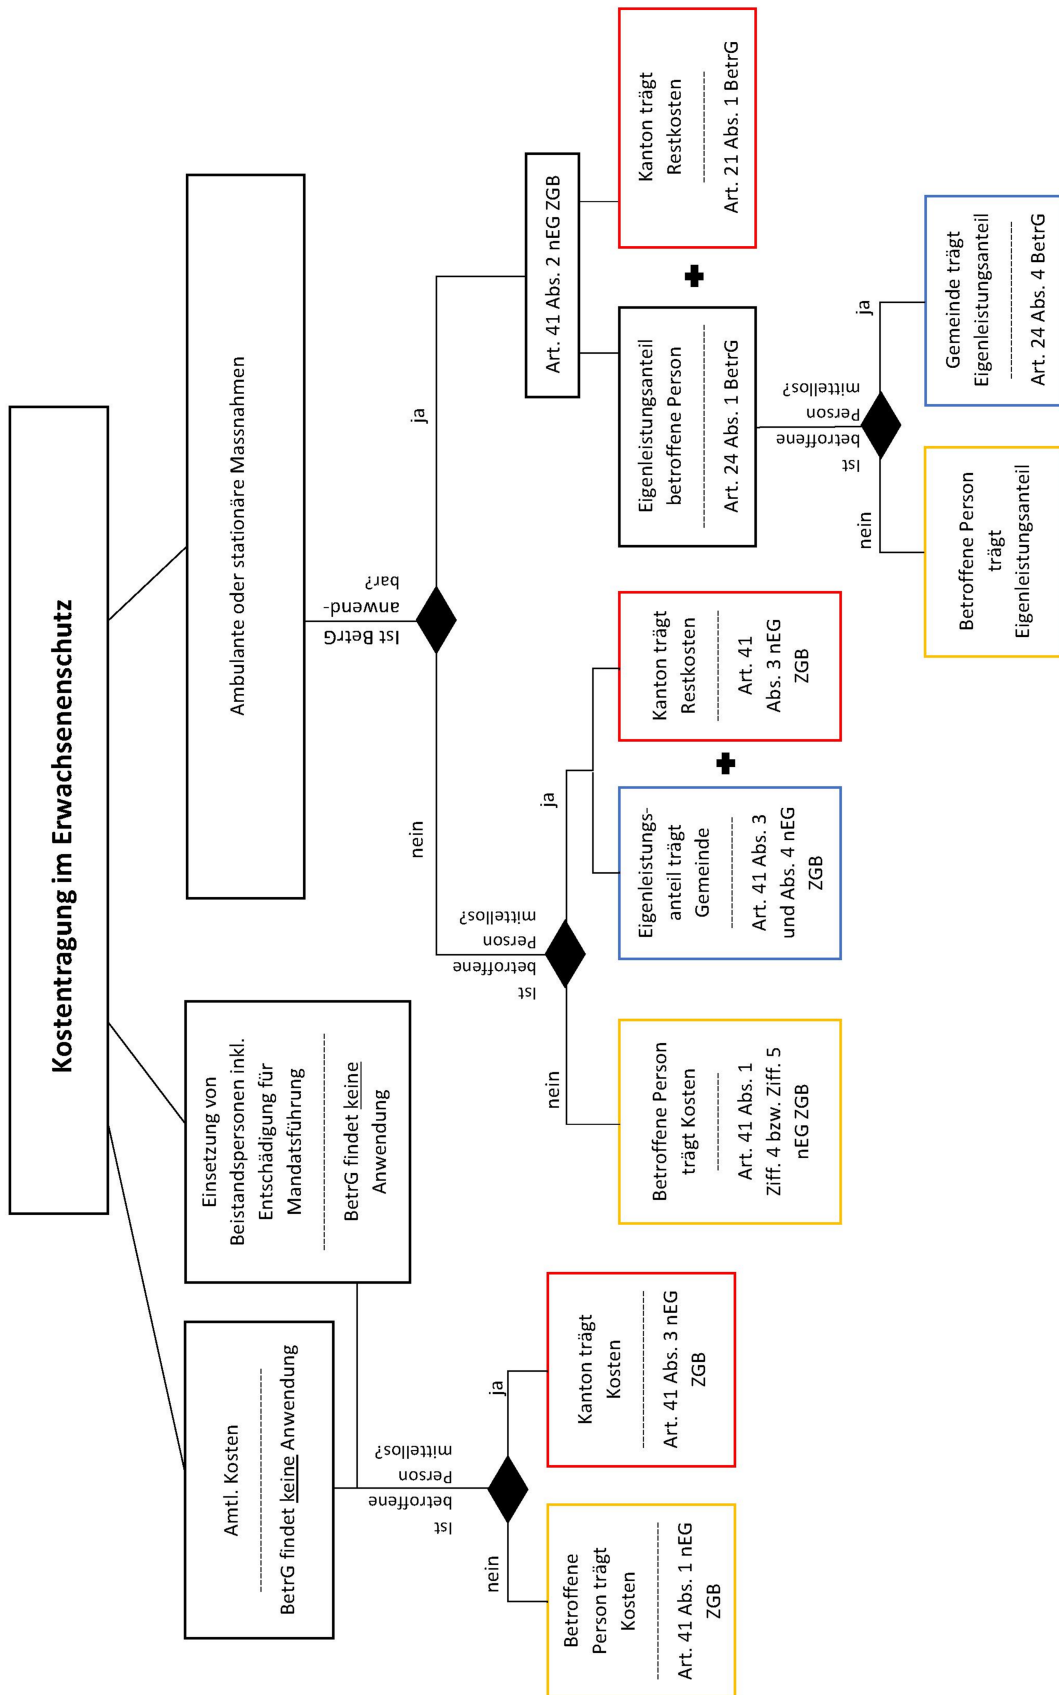 Kostentragung im Erwachsenenschutz
Amtl. Kosten
BetrG findet keine Anwendung
Einsetzung von
Beistandspersonen inkl.
Entschädigung für
Mandatsführung
BetrG findet keine
Anwendung
Ambulante oder stationäre Massnahmen
Ist
betroffene
Person
mittellos?
nein
ja
Betroffene
Person trägt
Kosten
Art. 41 Abs. 1 nEG
ZGB
Kanton trägt
Kosten
Art. 41 Abs. 3 nEG
ZGB
Ist BetrG
anwend-
bar?
nein
ja
Ist
betroffene
Person
mittellos?
nein
ja
Betroffene Person
trägt Kosten
Art. 41 Abs. 1
Ziff. 4 bzw. Ziff. 5
nEG ZGB
Eigenleistungs-
anteil trägt
Gemeinde
Art. 41 Abs. 3
und Abs. 4 nEG
ZGB
Kanton trägt
Restkosten
Art. 41
Abs. 3 nEG
ZGB
Art. 41 Abs. 2 nEG ZGB
Eigenleistungsanteil
betroffene Person
Art. 24 Abs. 1 BetrG
Kanton trägt
Restkosten
Art. 21 Abs. 1 BetrG
Ist
betroffene
Person
mittellos?
nein
ja
Betroffene Person
trägt
Eigenleistungsanteil
Gemeinde trägt
Eigenleistungsanteil
Art. 24 Abs. 4 BetrG